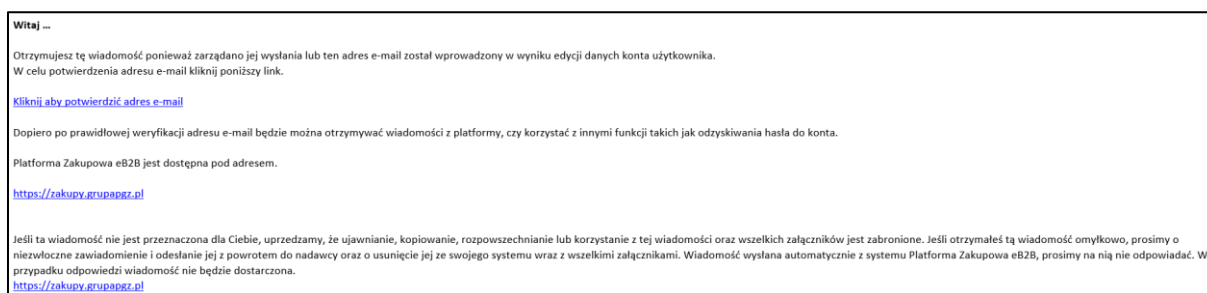 Witaj ...
Otrzymujesz tę wiadomość ponieważ zarządano jej wysłania lub ten adres e-mail został wprowadzony w wyniku edycji danych konta użytkownika.
W celu potwierdzenia adresu e-mail kliknij poniższy link.
Kliknij aby potwierdzić adres e-mail
Dopiero po prawidłowej weryfikacji adresu e-mail będzie można otrzymywać wiadomości z platformy, czy korzystać z innymi funkcji takich jak odzyskiwania hasła do konta.
Platforma Zakupowa eB2B jest dostępna pod adresem.
https://zakupy.grupapgz.pl
Jeśli ta wiadomość nie jest przeznaczona dla Ciebie, uprzedzamy, że ujawnianie, kopiowanie, rozpowszechnianie lub korzystanie z tej wiadomości oraz wszelkich załączników jest zabronione. Jeśli otrzymałeś tą wiadomość omyłkowo, prosimy o
niezwłoczne zawiadomienie i odesłanie jej z powrotem do nadawcy oraz o usunięcie jej ze swojego systemu wraz z wszelkimi załącznikami. Wiadomość wysłana automatycznie z systemu Platforma Zakupowa eB2B, prosimy na nią nie odpowiadać. W
przypadku odpowiedzi wiadomość nie będzie dostarczona.
https://zakupy.grupapgz.pl